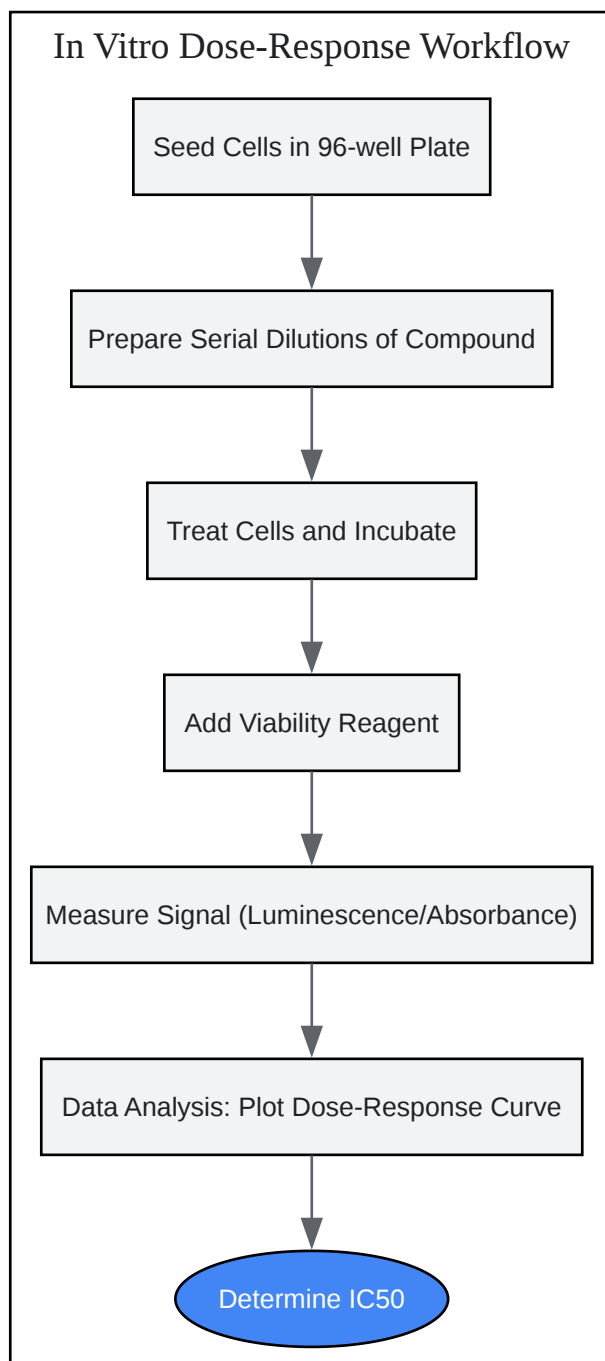 In Vitro Dose-Response Workflow
Seed Cells in 96-well Plate
Prepare Serial Dilutions of Compound
Treat Cells and Incubate
Add Viability Reagent
Measure Signal (Luminescence/Absorbance)
Data Analysis: Plot Dose-Response Curve
Determine IC50